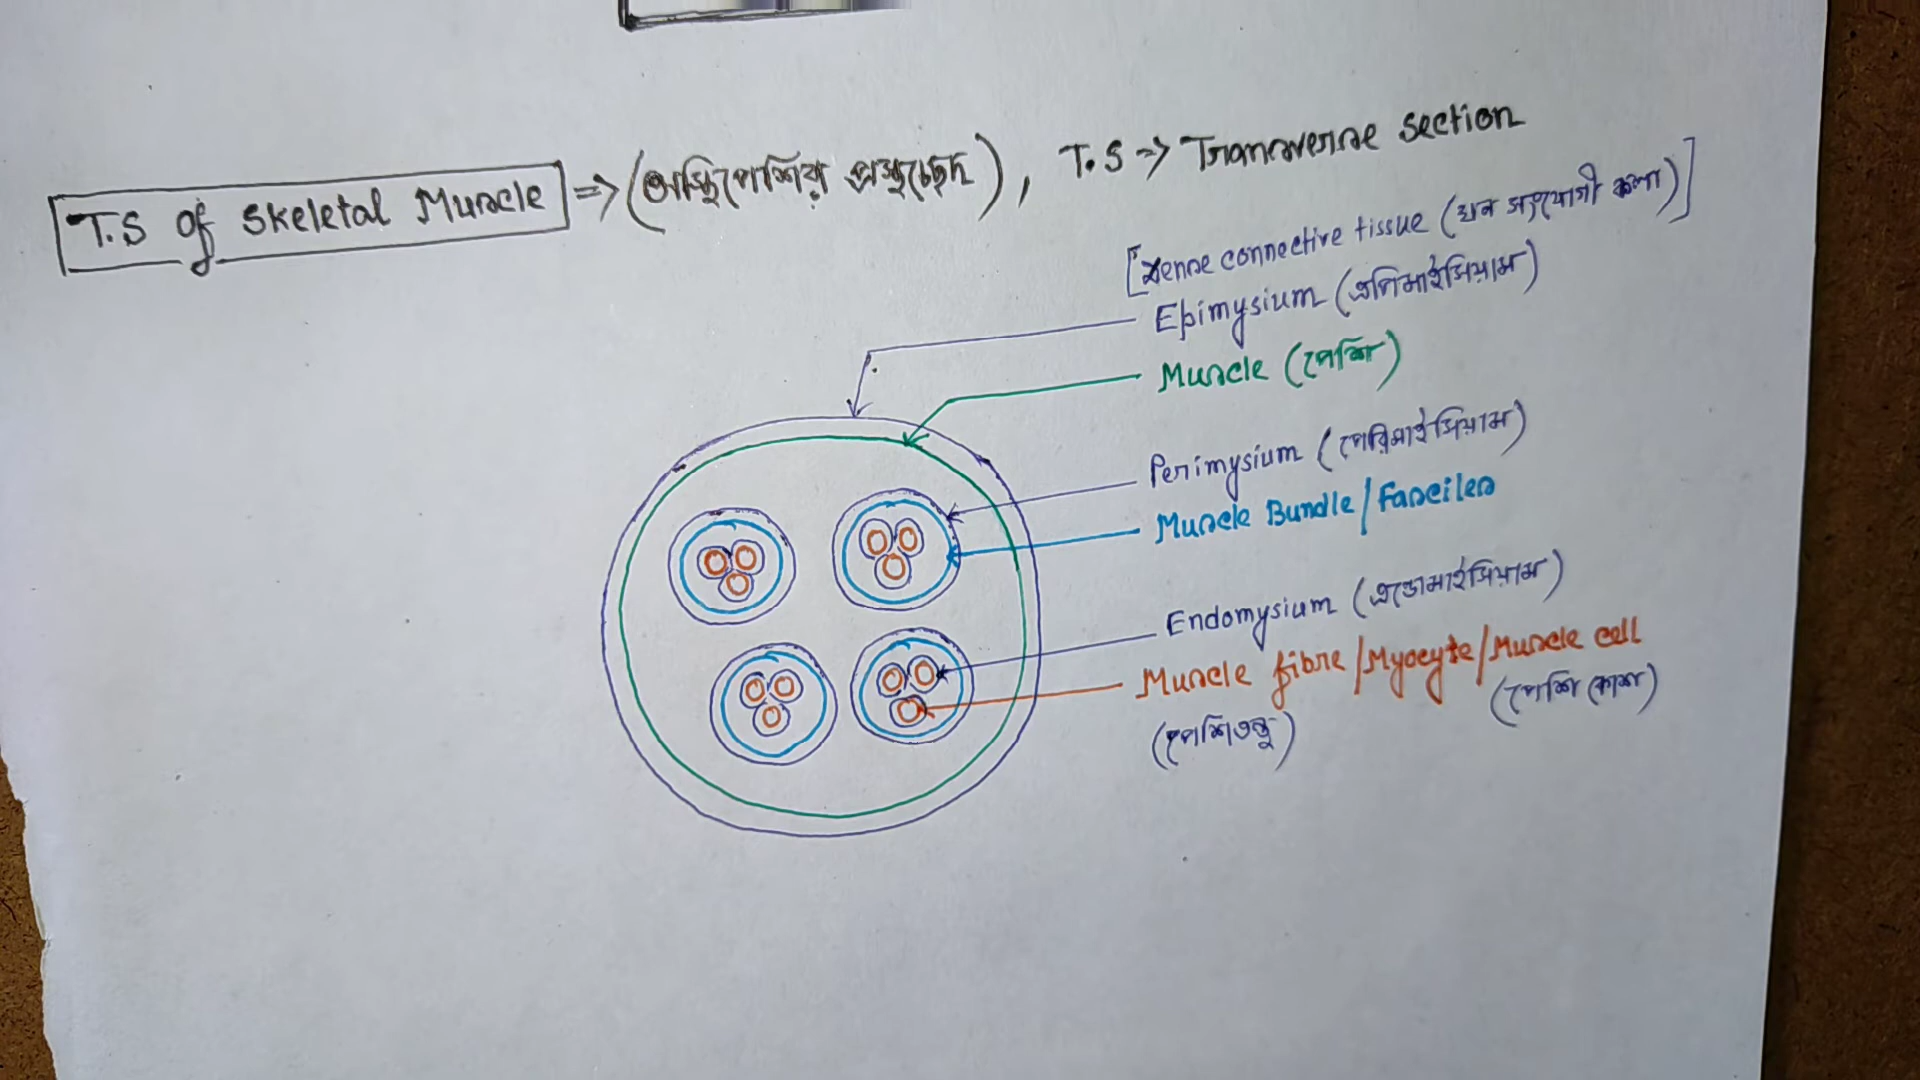 T.S of Skeletal Muscle => (অস্থিপেশির প্রস্থচ্ছেদ), T.S => Transverse section
[Dense connective tissue (ঘন সংযোগী কলা)]
Epimysium (এপিমাইসিয়াম)
Muscle (পেশি)
Perimysium (পেরিমাইসিয়াম)
Muscle Bundle/Fasciles
Endomysium (এন্ডোমাইসিয়াম)
Muscle fibre/Myocyte/Muscle cell
(পেশিতন্তু) (পেশি কোশ)